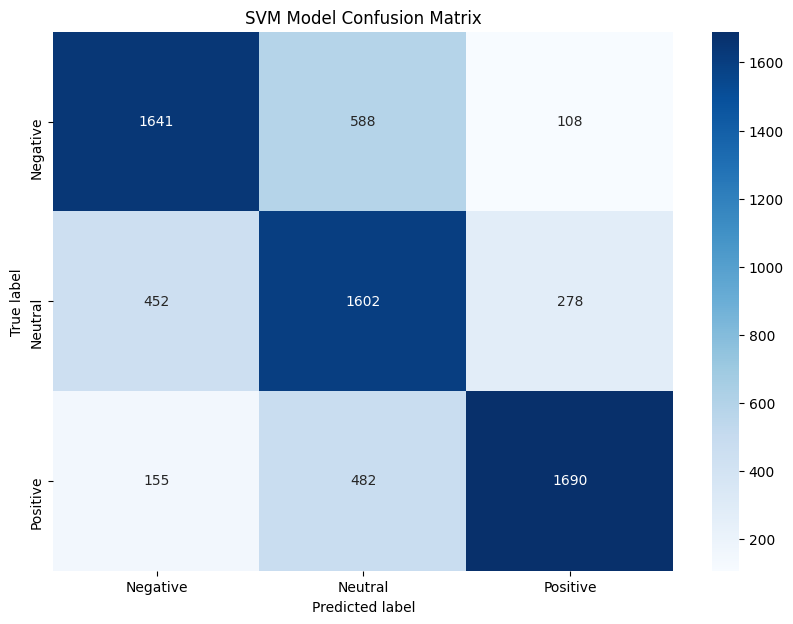 SVM Model Confusion Matrix
True label
Negative
Neutral
Positive
1641 588 108
452 1602 278
155 482 1690
Negative Neutral Positive
Predicted label
1600
1400
1200
1000
800
600
400
200